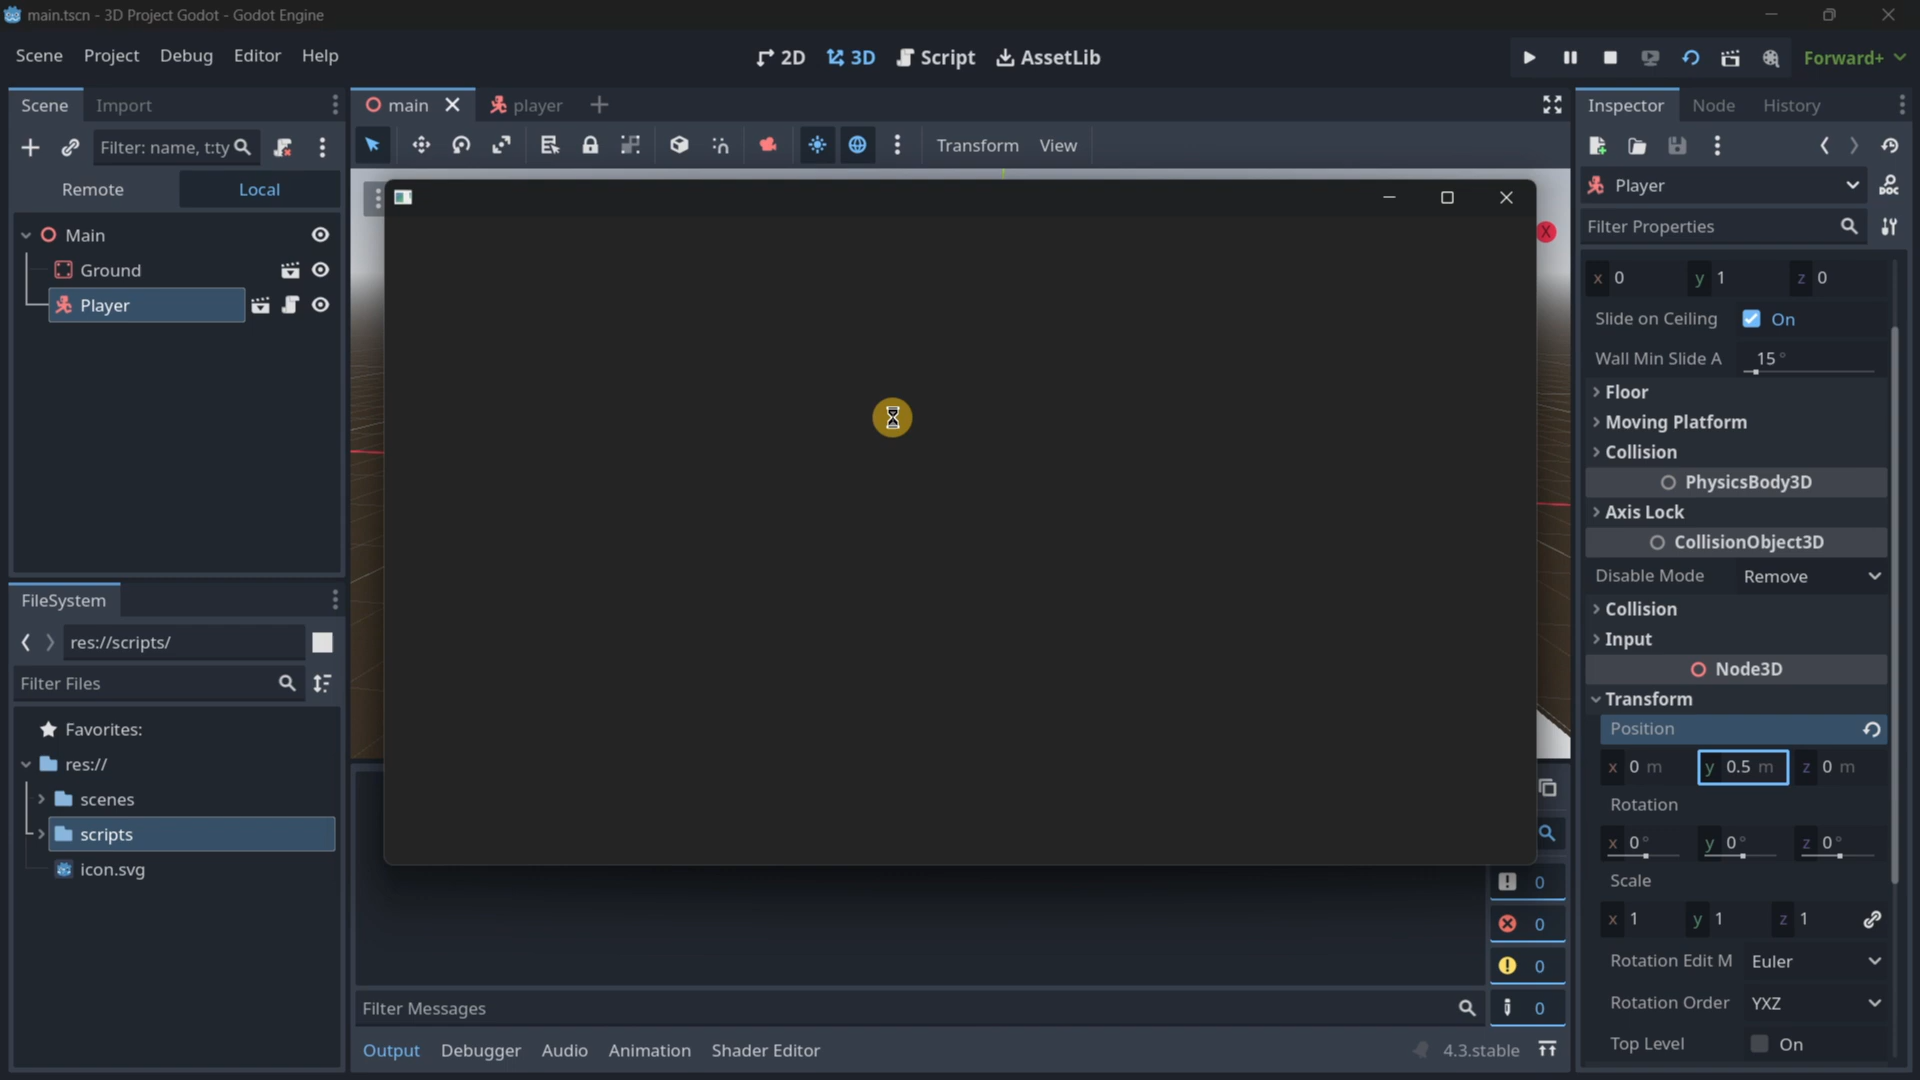 main.tscn - 3D Project Godot - Godot Engine
Scene Project Debug Editor Help
2D 3D Script AssetLib
Forward+
Scene Import
main player
Inspector Node History
Filter: name, t:ty
Transform View
Remote Local
Player
Filter Properties
Main
Ground
Player
X
x 0 y 1 z 0
Slide on Ceiling On
Wall Min Slide A 15 °
Floor
Moving Platform
Collision
PhysicsBody3D
Axis Lock
CollisionObject3D
Disable Mode Remove
Collision
Input
Node3D
Transform
Position
x 0 m y 0.5 m z 0 m
Rotation
x 0° y 0° z 0°
Scale
x 1 y 1 z 1
Rotation Edit M Euler
Rotation Order YXZ
Top Level On
FileSystem
res://scripts/
Filter Files
Favorites:
res://
scenes
scripts
icon.svg
0
0
0
0
Filter Messages
Output Debugger Audio Animation Shader Editor
4.3.stable